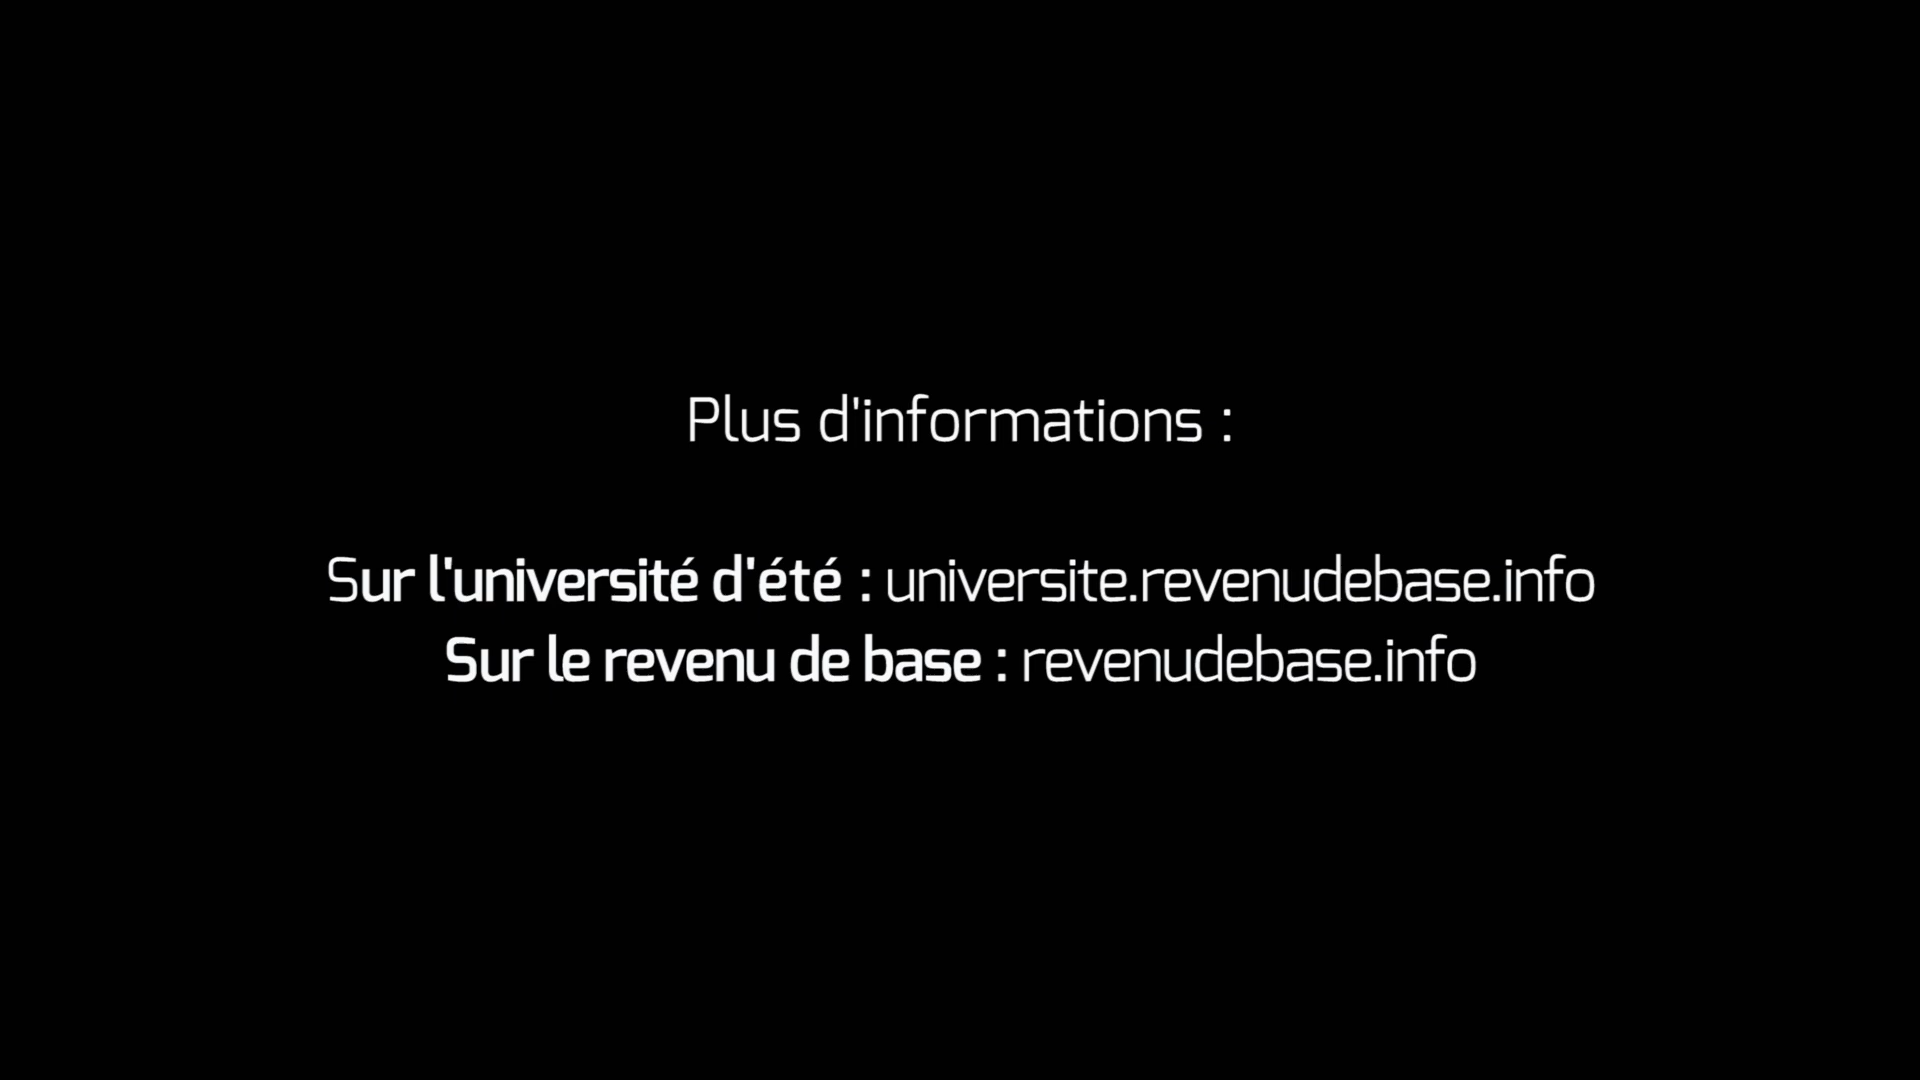 Plus d'informations :
Sur l'université d'été : universite.revenudebase.info
Sur le revenu de base : revenudebase.info